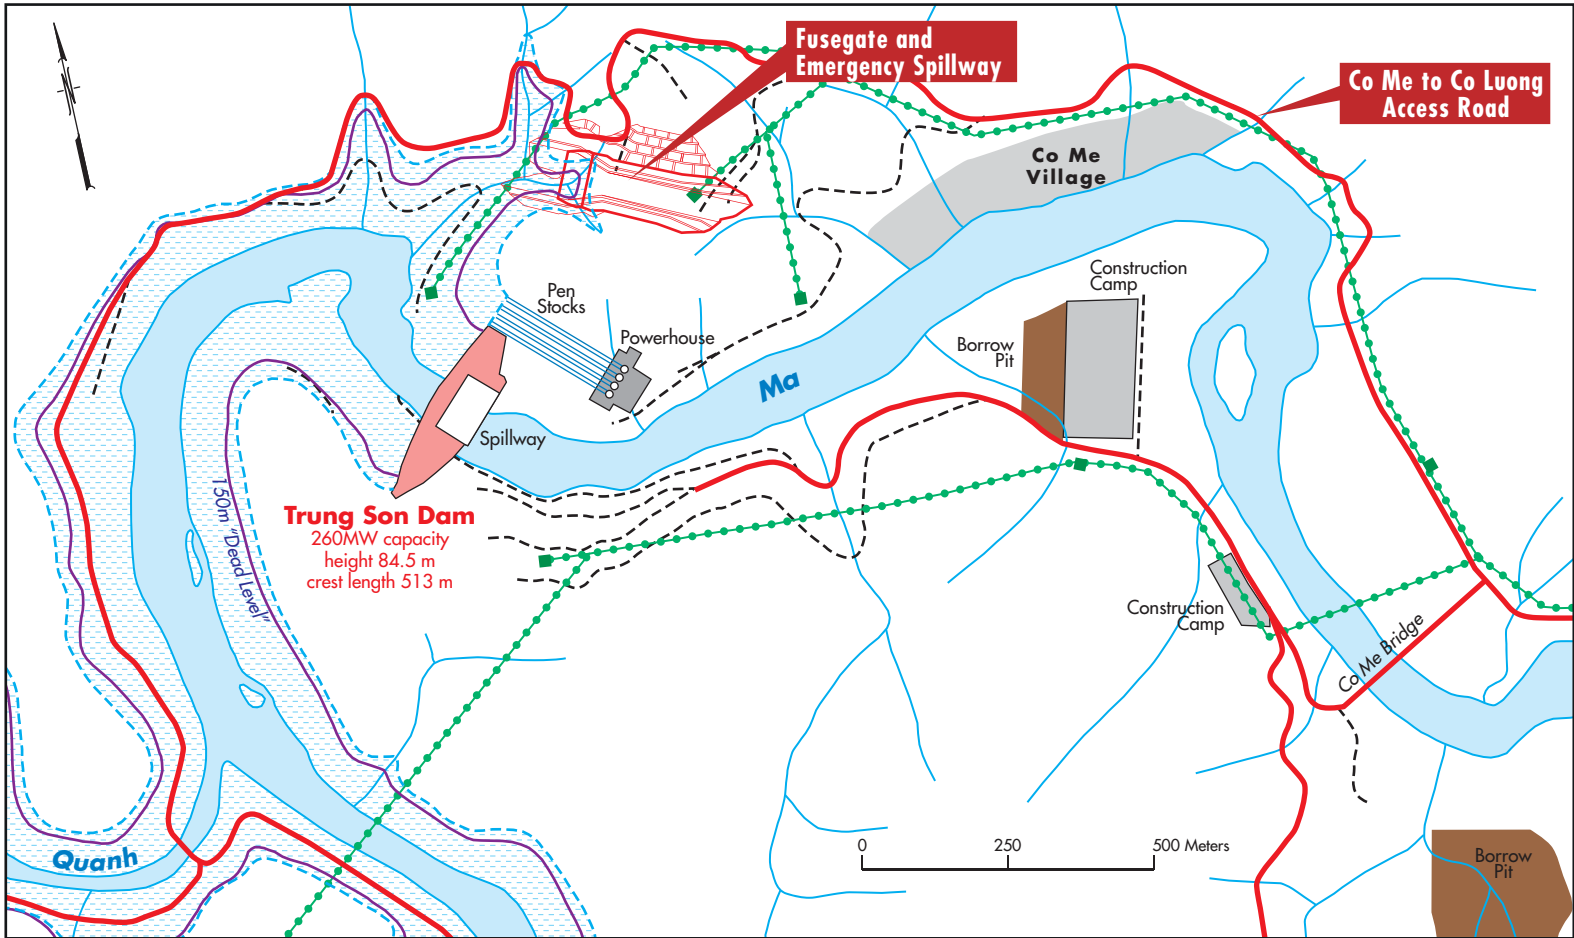 Fusegate and
Emergency Spillway
Co Me to Co Luong
Access Road
Co Me
Village
Construction
Camp
Pen
Stocks
Powerhouse
Borrow
Pit
Ma
Spillway
150m "Dead Level"
Trung Son Dam
260MW capacity
height 84.5 m
crest length 513 m
Construction
Camp
Co Me Bridge
Quanh
0 250 500 Meters
Borrow
Pit